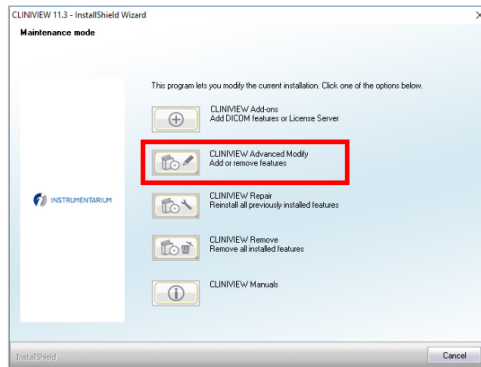 CLINIVIEW 11.3 - InstallShield Wizard
Maintenance mode
This program lets you modify the current installation. Click one of the options below.
CLINIVIEW Add-ons
Add DICOM features or License Server
CLINIVIEW Advanced Modify
Add or remove features
INSTRUMENTARIUM
CLINIVIEW Repair
Reinstall all previously installed features
CLINIVIEW Remove
Remove all installed features
CLINIVIEW Manuals
InstallShield
Cancel